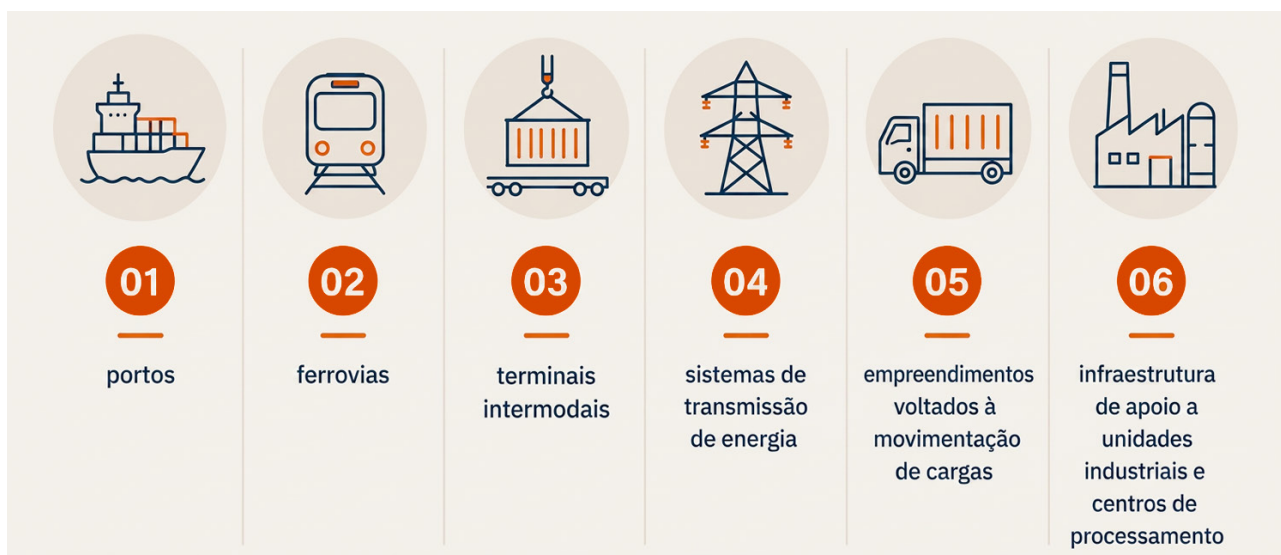 01
portos
02
ferrovias
03
terminais
intermodais
04
sistemas de
transmissão
de energia
05
empreendimentos
voltados à
movimentação
de cargas
06
infraestrutura
de apoio a
unidades
industriais e
centros de
processamento